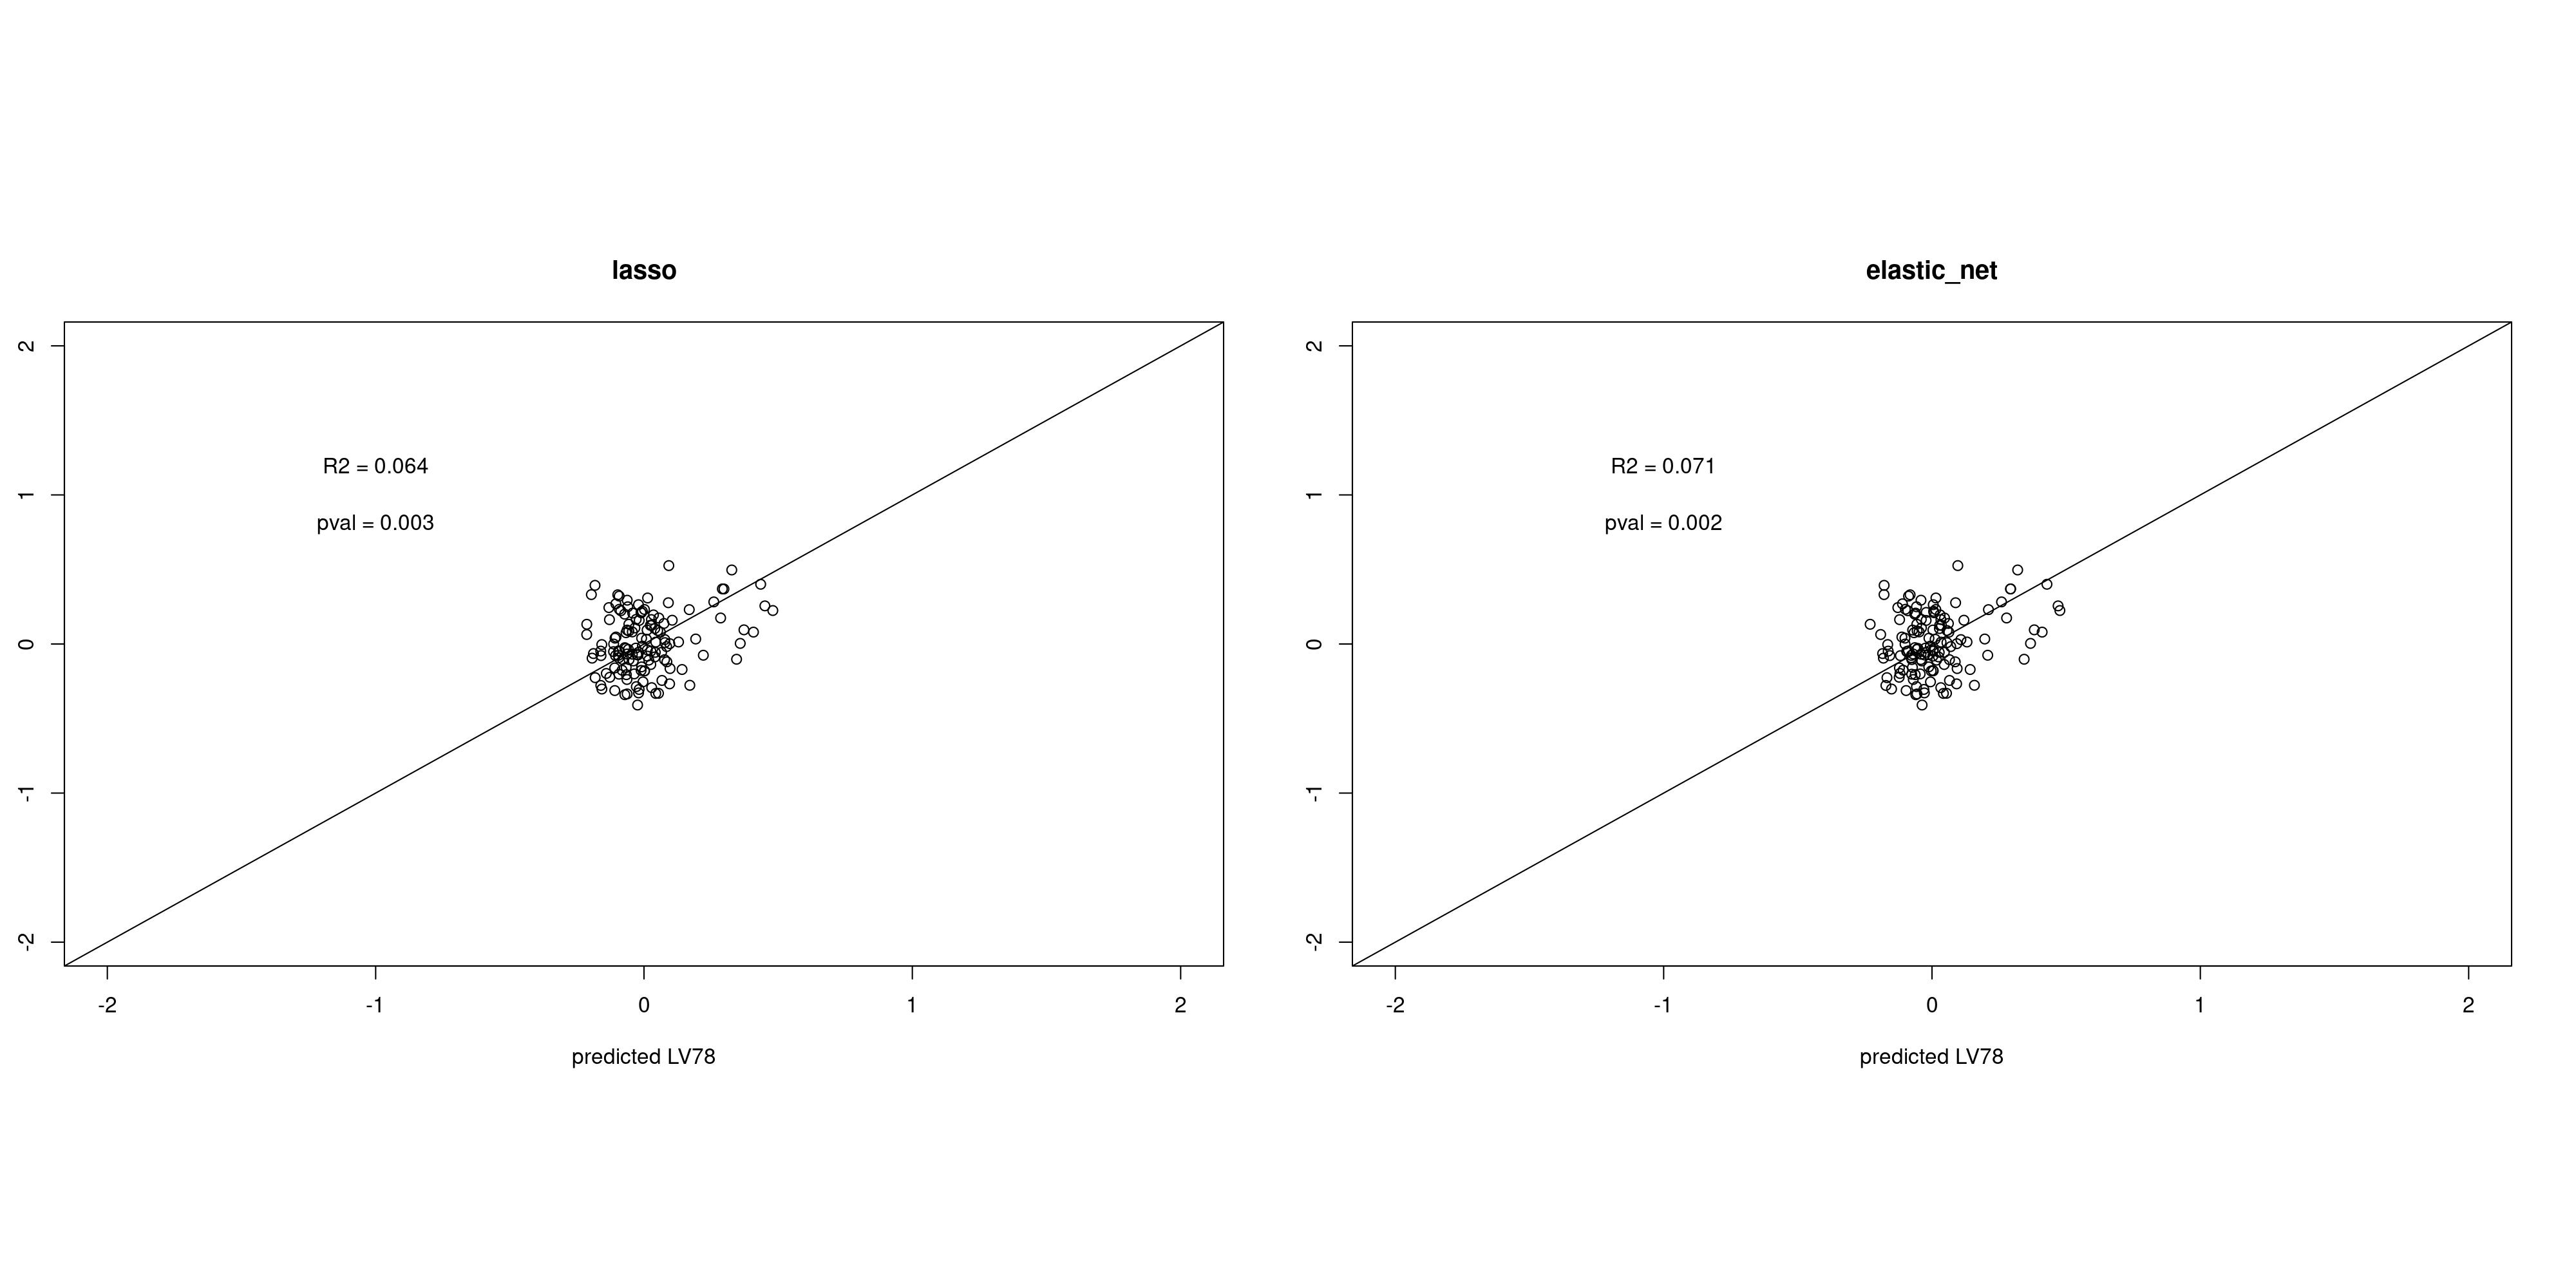 lasso
2
1
0
-1
-2
R2 = 0.064
pval = 0.003
-2 -1 0 1 2
predicted LV78
elastic_net
2
1
0
-1
-2
R2 = 0.071
pval = 0.002
-2 -1 0 1 2
predicted LV78